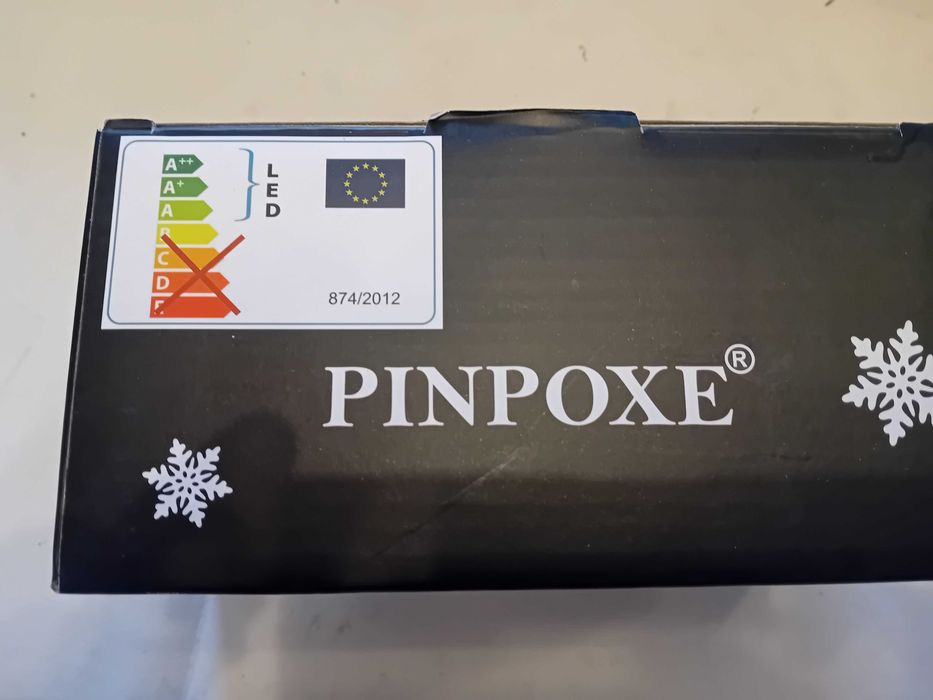 A++
A+
A
B
C
D
E
LED
874/2012
PINPOXE®